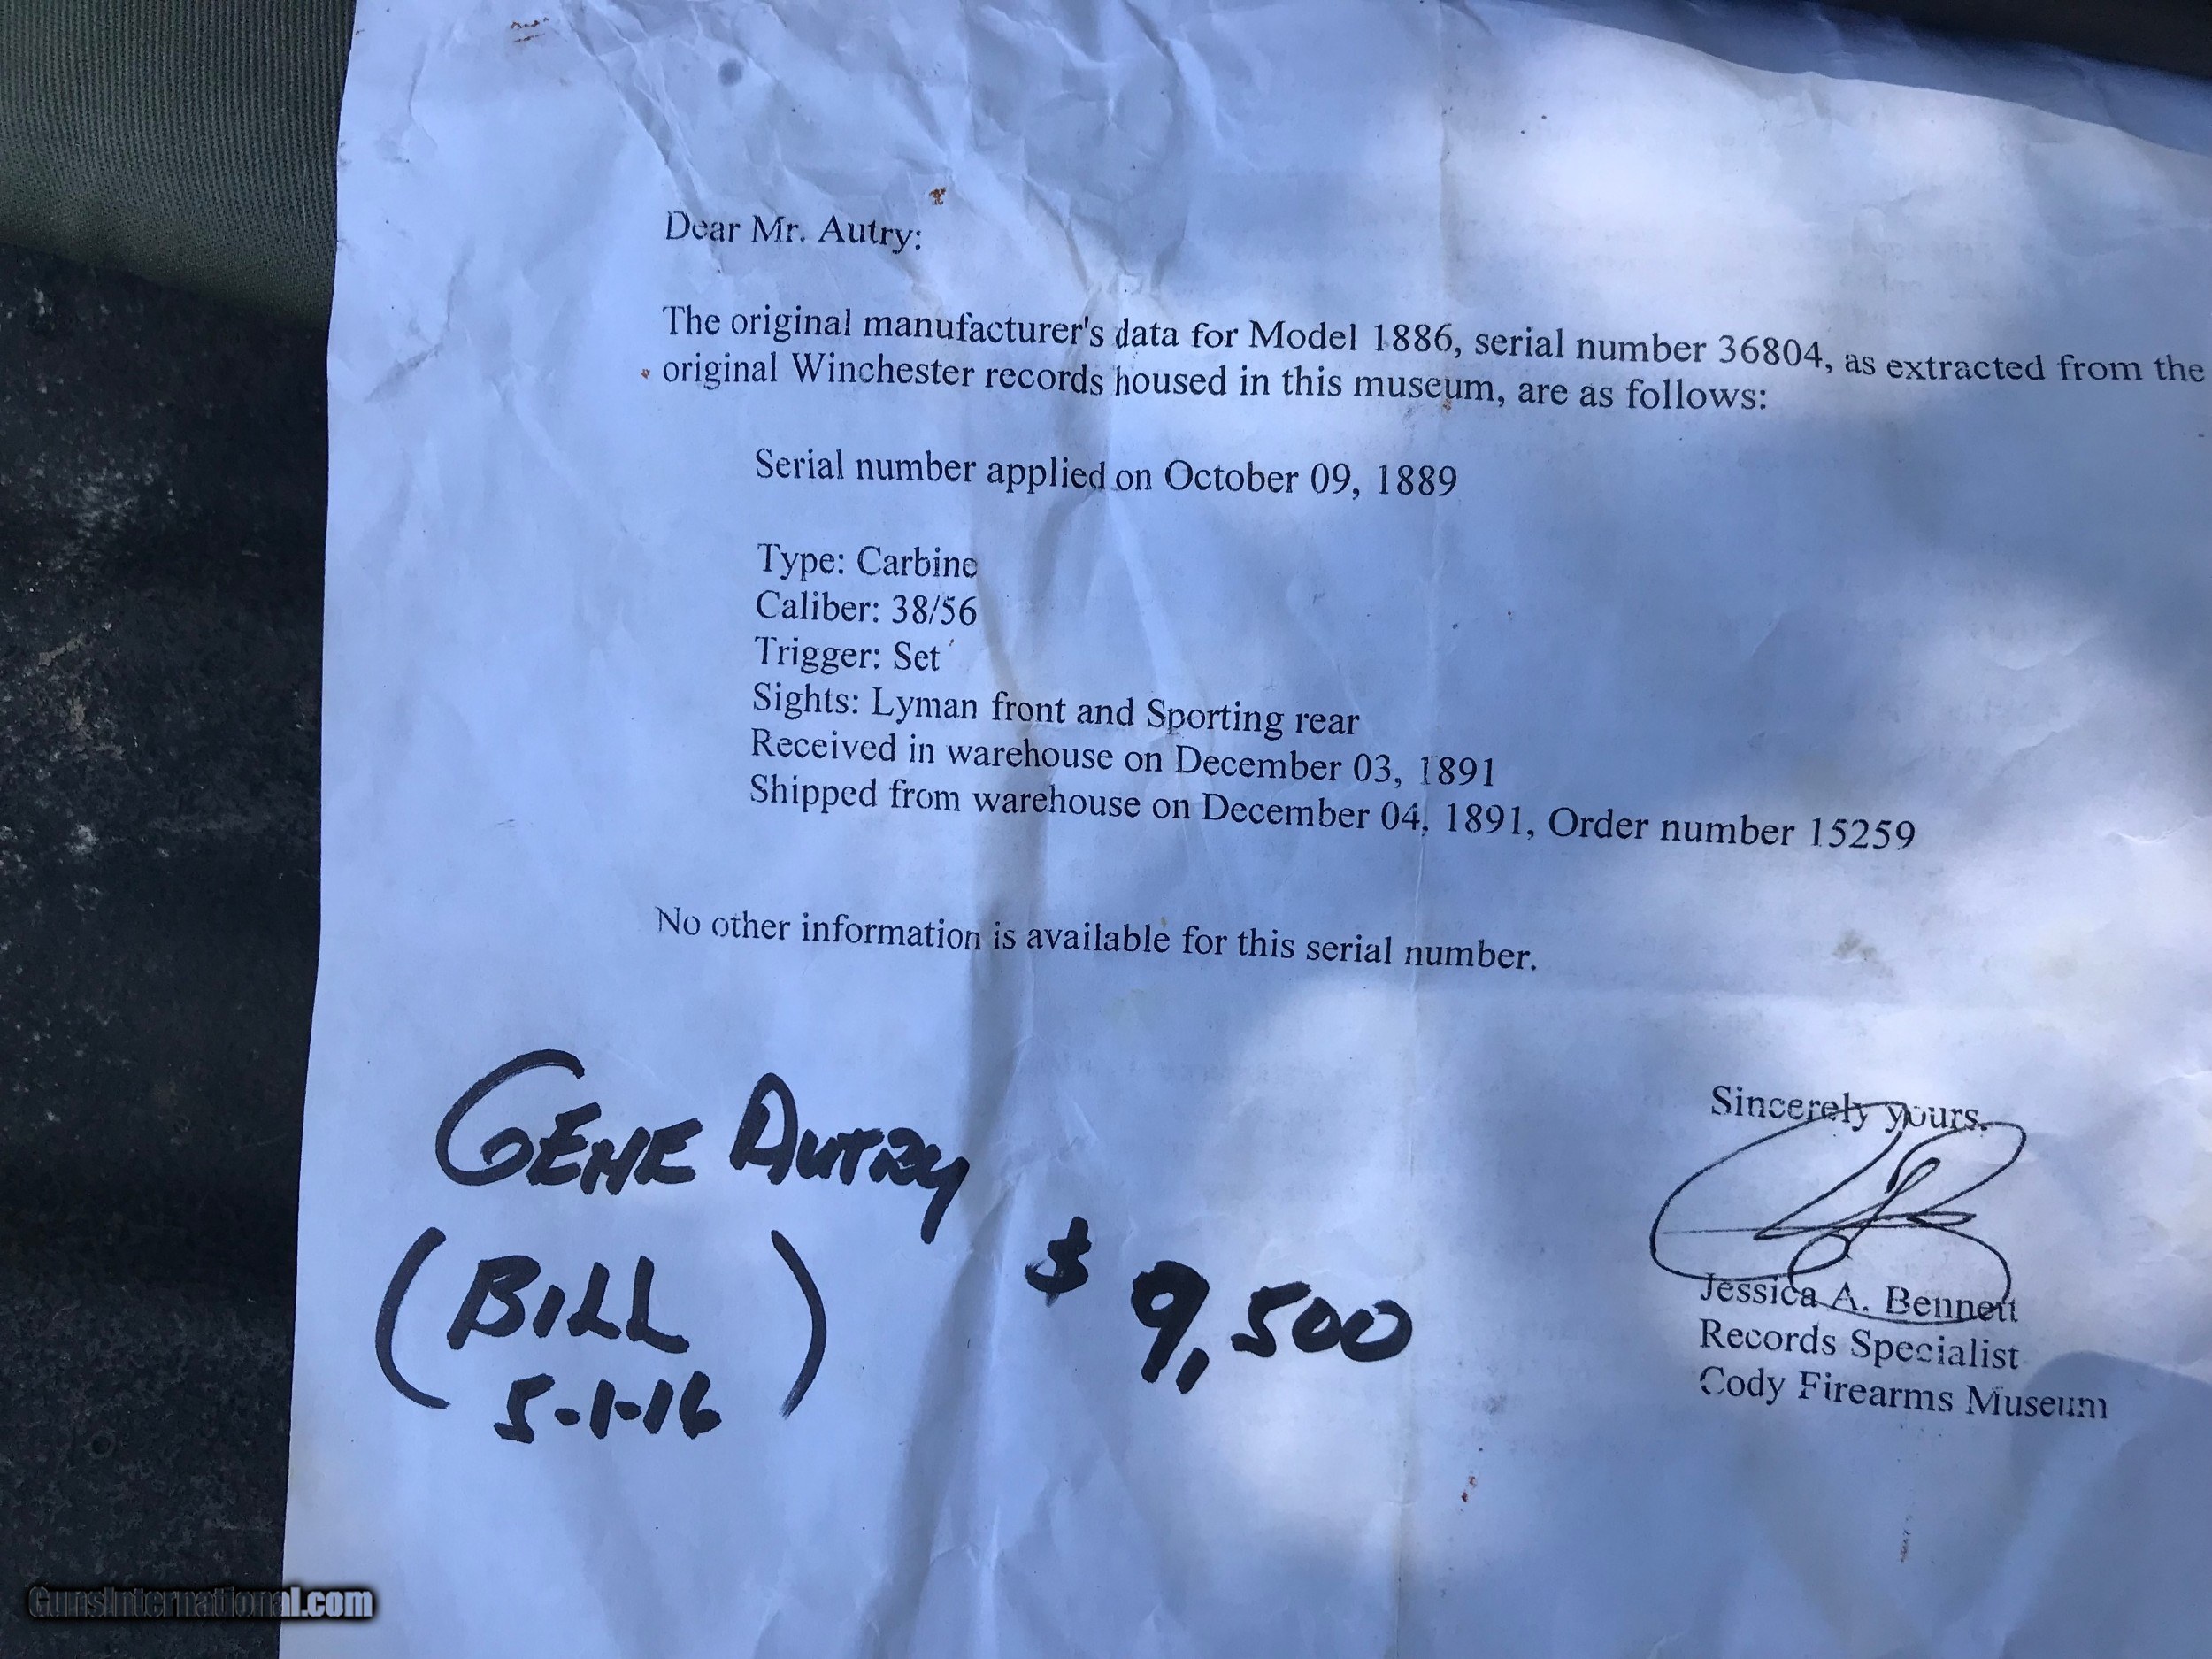 Dear Mr. Autry:
The original manufacturer's data for Model 1886, serial number 36804, as extracted from the
original Winchester records housed in this museum, are as follows:
Serial number applied on October 09, 1889
Type: Carbine
Caliber: 38/56
Trigger: Set
Sights: Lyman front and Sporting rear
Received in warehouse on December 03, 1891
Shipped from warehouse on December 04, 1891, Order number 15259
No other information is available for this serial number.
Sincerely yours,
Jessica A. Bennett
Records Specialist
Cody Firearms Museum
GENE AUTRY
(BILL
5-1-16)
$9,500
GunsInternational.com